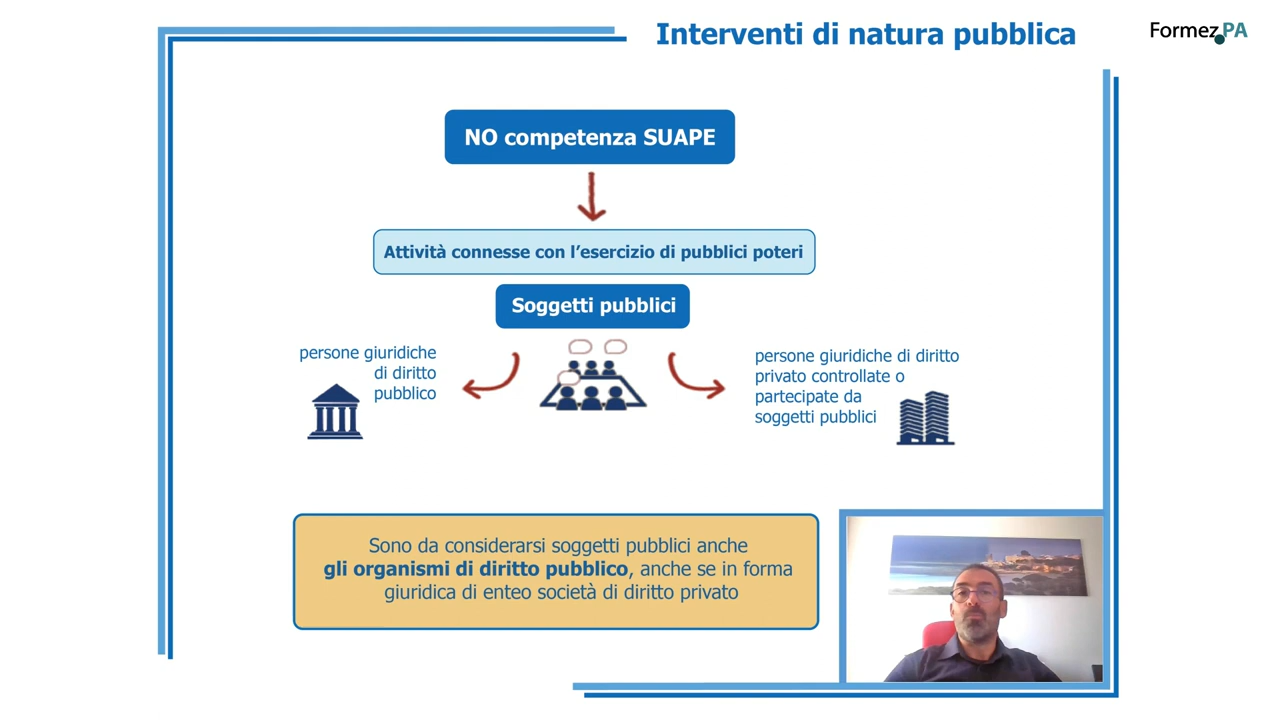 Interventi di natura pubblica
Formez PA
NO competenza SUAPE
Attività connesse con l'esercizio di pubblici poteri
Soggetti pubblici
persone giuridiche
di diritto
pubblico
persone giuridiche di diritto
privato controllate o
partecipate da
soggetti pubblici
Sono da considerarsi soggetti pubblici anche
gli organismi di diritto pubblico, anche se in forma
giuridica di enteo società di diritto privato